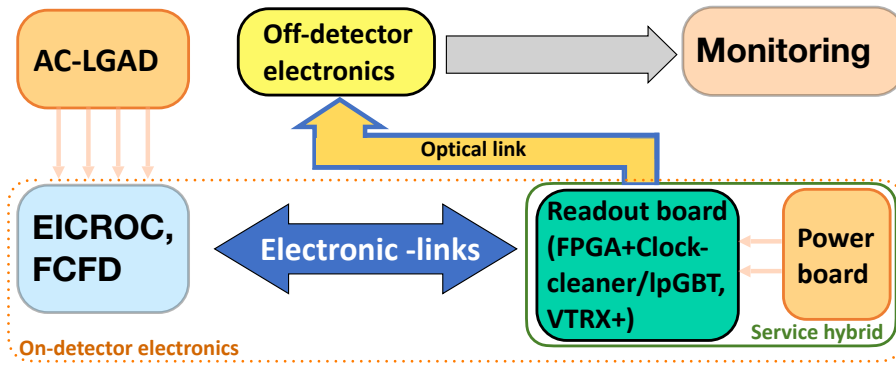 AC-LGAD
Off-detector
electronics
Monitoring
Optical link
EICROC,
FCFD
Electronic -links
Readout board
(FPGA+Clock-
cleaner/lpGBT,
VTRX+)
Power
board
Service hybrid
On-detector electronics